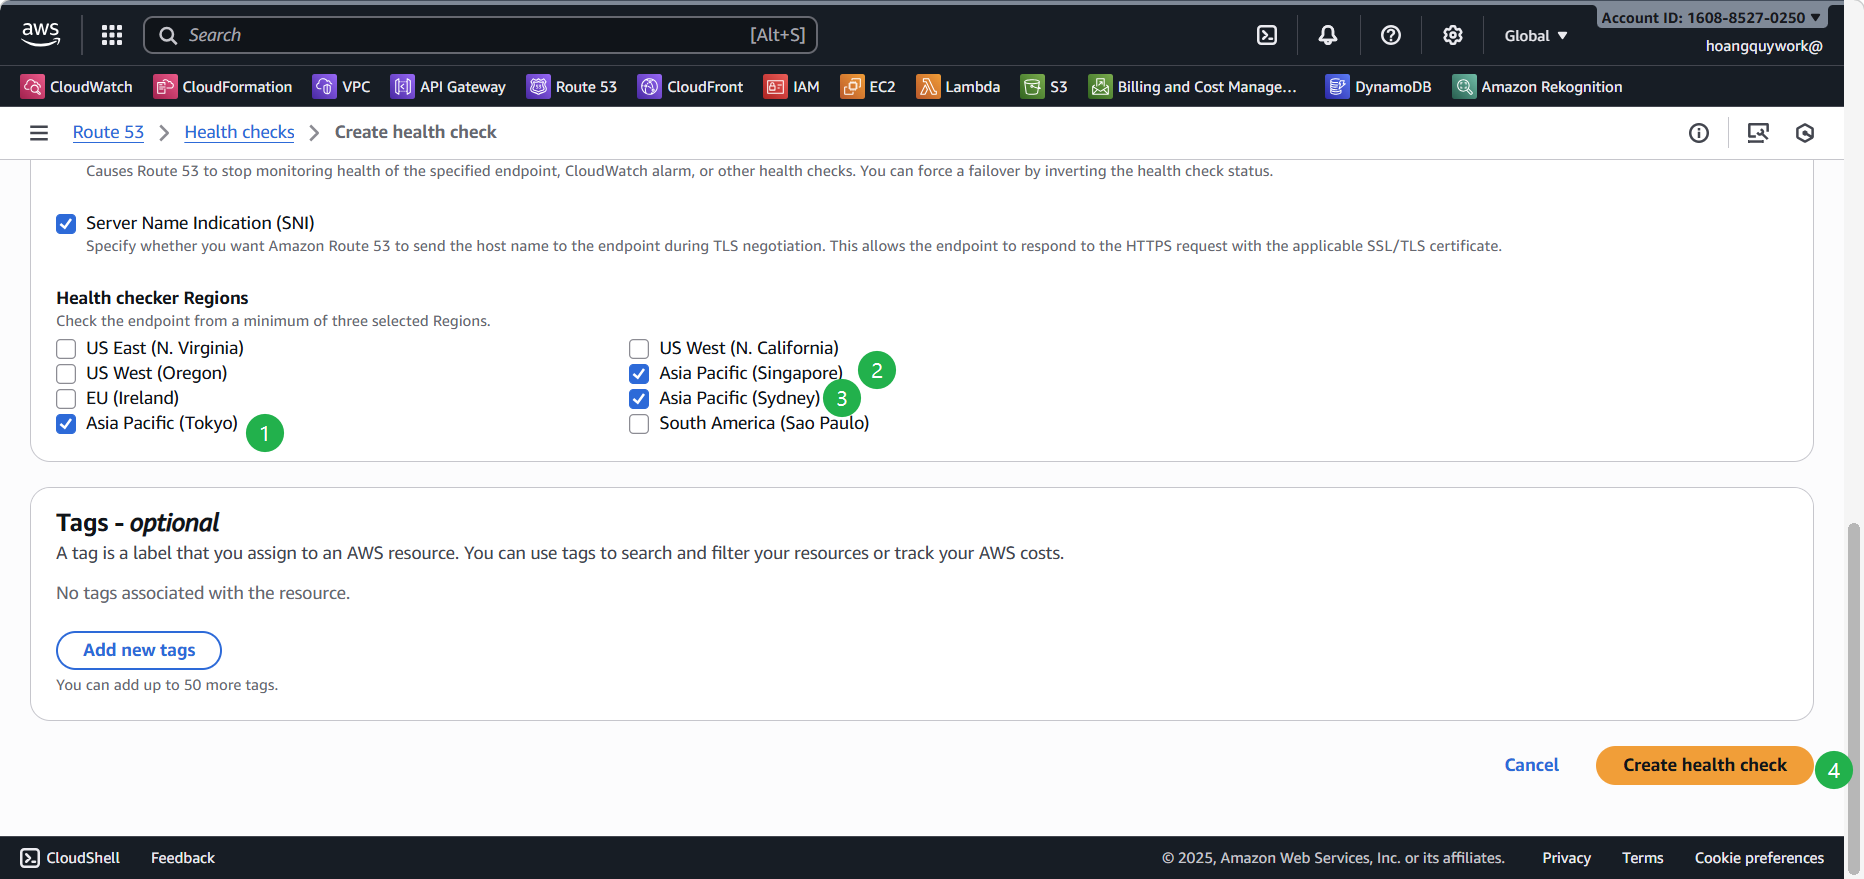 aws
Search [Alt+S]
Global
Account ID: 1608-8527-0250
hoangquywork@
CloudWatch CloudFormation VPC API Gateway Route 53 CloudFront IAM EC2 Lambda S3 Billing and Cost Manage... DynamoDB Amazon Rekognition
Route 53 Health checks Create health check
Causes Route 53 to stop monitoring health of the specified endpoint, CloudWatch alarm, or other health checks. You can force a failover by inverting the health check status.
Server Name Indication (SNI)
Specify whether you want Amazon Route 53 to send the host name to the endpoint during TLS negotiation. This allows the endpoint to respond to the HTTPS request with the applicable SSL/TLS certificate.
Health checker Regions
Check the endpoint from a minimum of three selected Regions.
US East (N. Virginia) US West (N. California)
US West (Oregon) Asia Pacific (Singapore) 2
EU (Ireland) Asia Pacific (Sydney) 3
Asia Pacific (Tokyo) 1 South America (Sao Paulo)
Tags - optional
A tag is a label that you assign to an AWS resource. You can use tags to search and filter your resources or track your AWS costs.
No tags associated with the resource.
Add new tags
You can add up to 50 more tags.
Cancel Create health check 4
CloudShell Feedback © 2025, Amazon Web Services, Inc. or its affiliates. Privacy Terms Cookie preferences